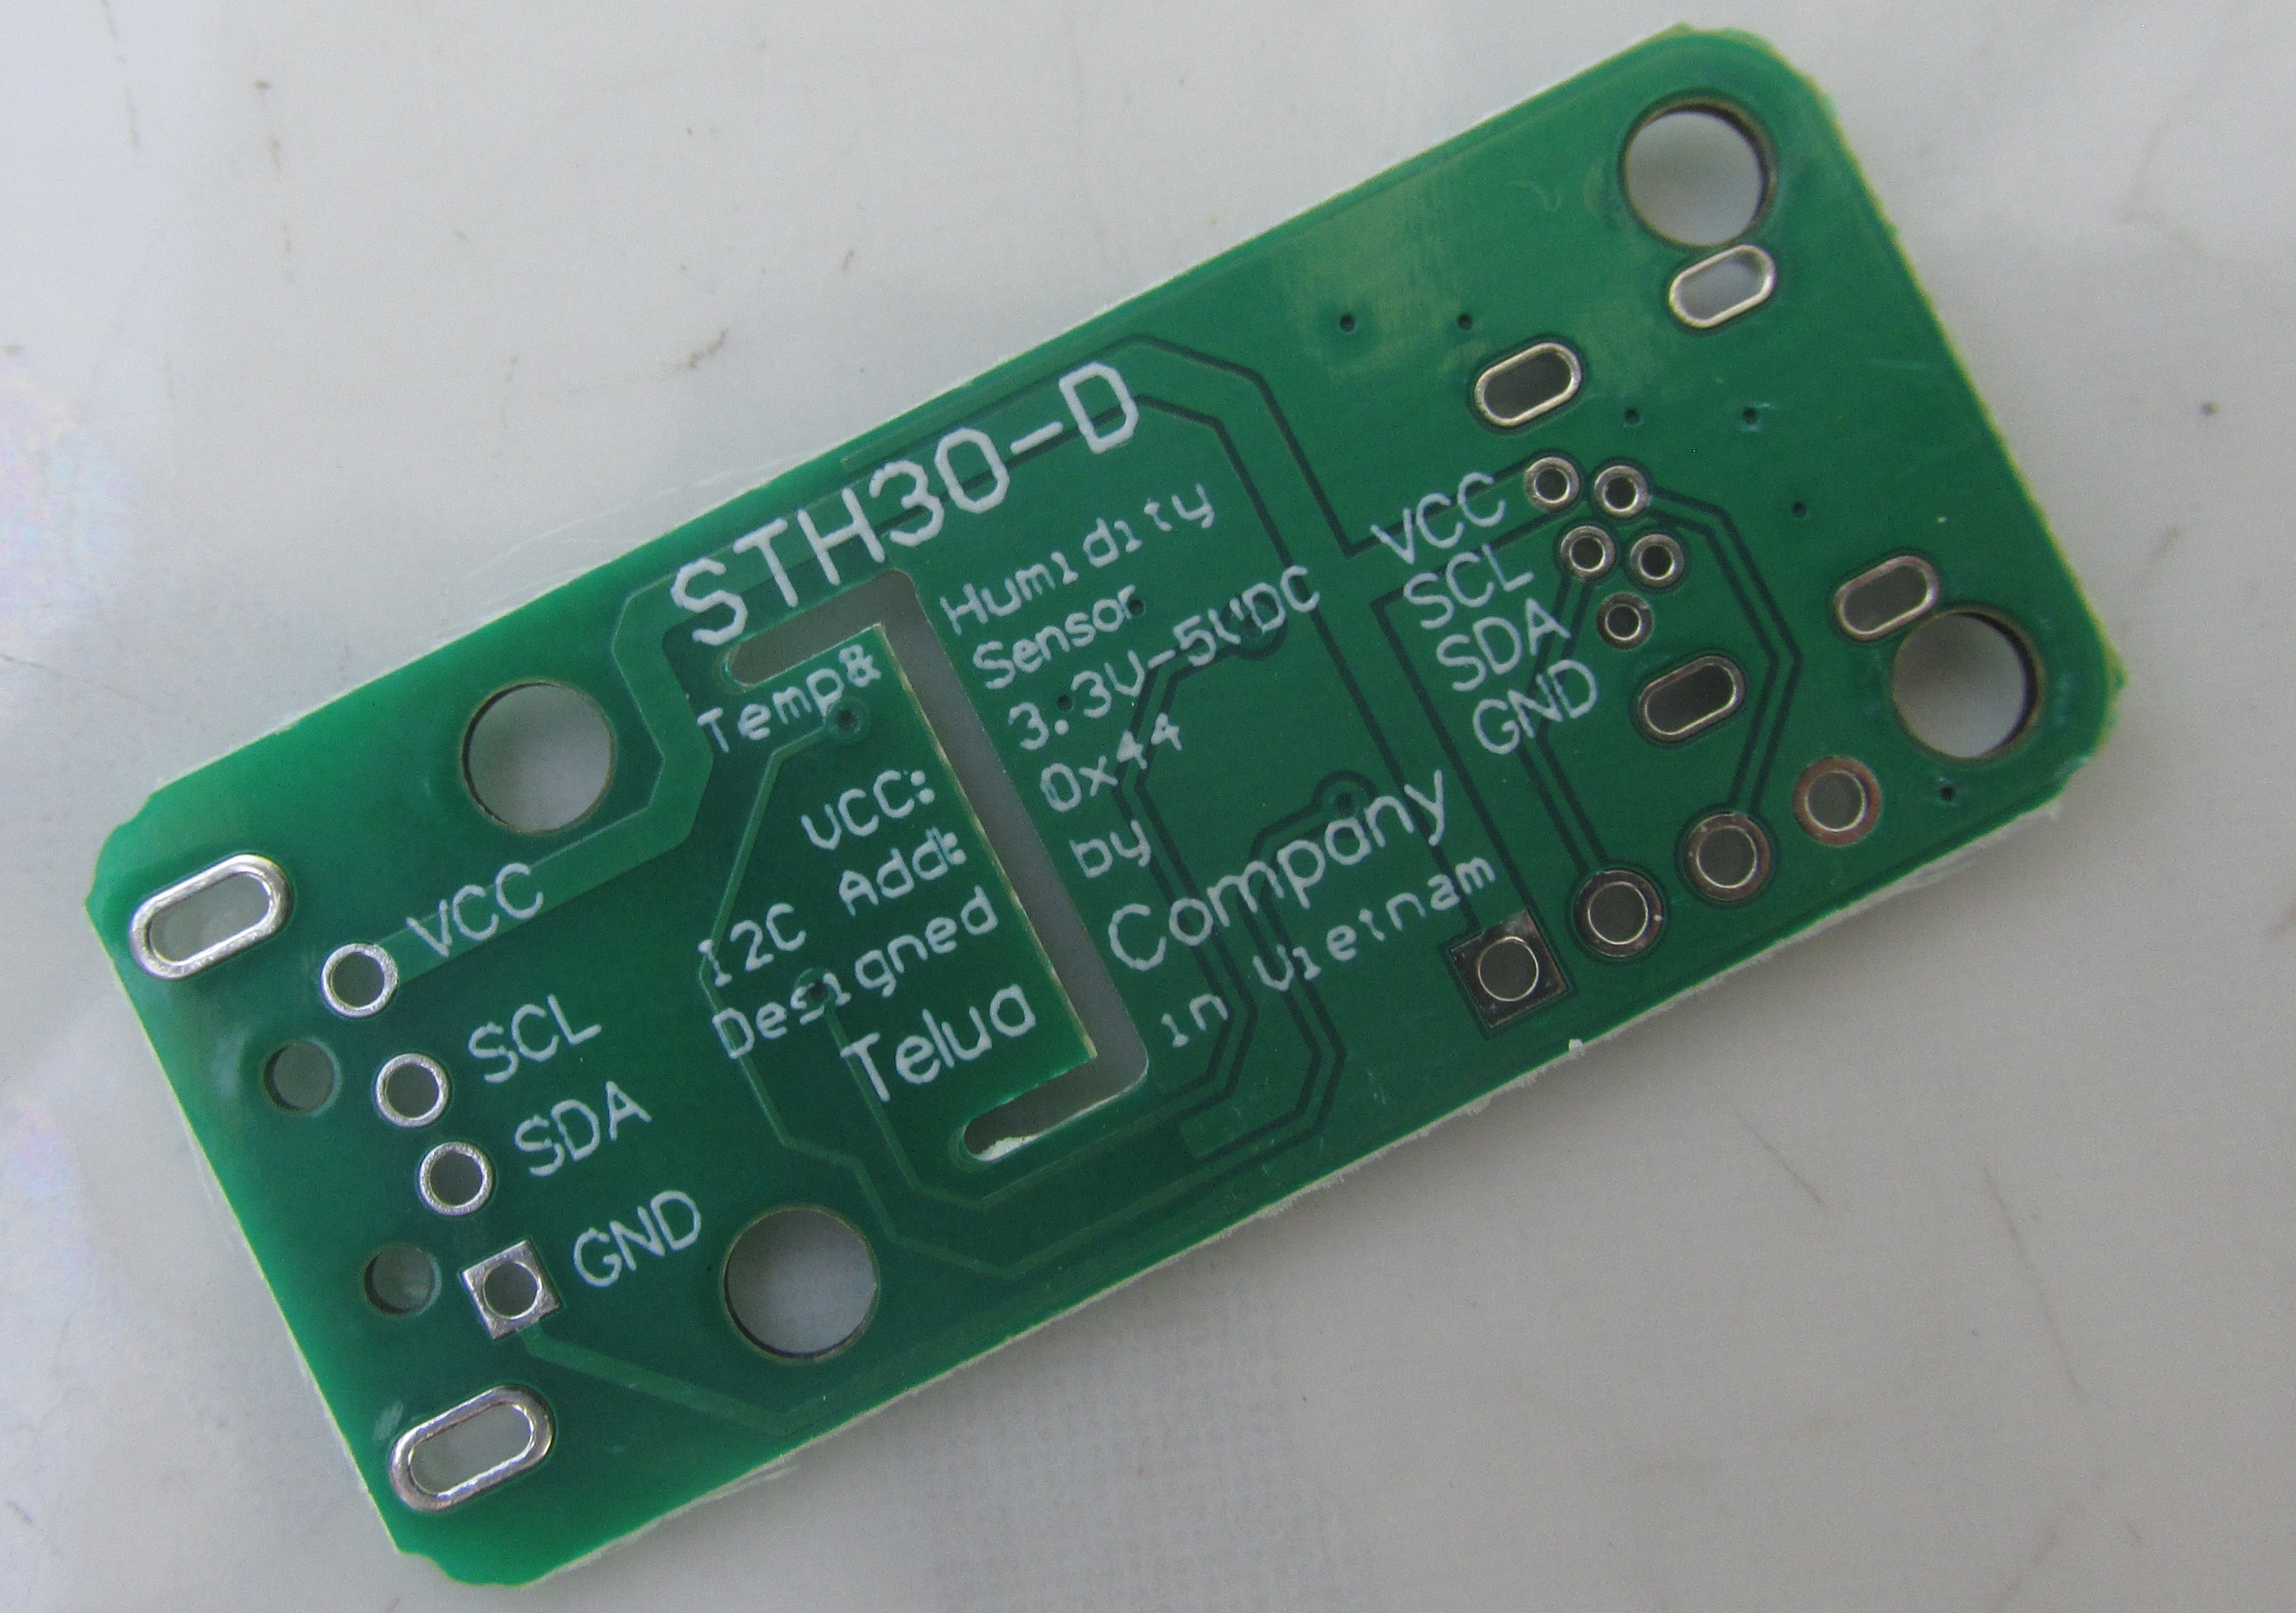 STH30-D
Temp& Humidity
Sensor
VCC: 3.3V-5VDC
I2C Add: 0x44
Designed by
Telua Company
in Vietnam
VCC
SCL
SDA
GND
VCC
SCL
SDA
GND